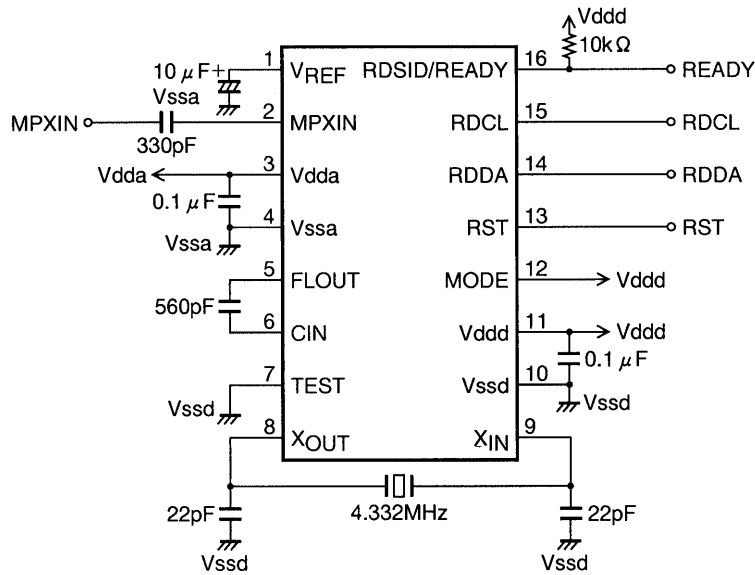 Vddd
10kΩ
1 VREF RDSID/READY 16 READY
10 μF+
Vssa
MPXIN 2 MPXIN RDCL 15 RDCL
330pF
Vdda 3 Vdda RDDA 14 RDDA
0.1 μF
4 Vssa RST 13 RST
Vssa
5 FLOUT MODE 12 Vddd
560pF
6 CIN Vddd 11 Vddd
0.1 μF
7 TEST Vssd 10
Vssd Vssd
8 XOUT XIN 9
22pF 4.332MHz 22pF
Vssd Vssd